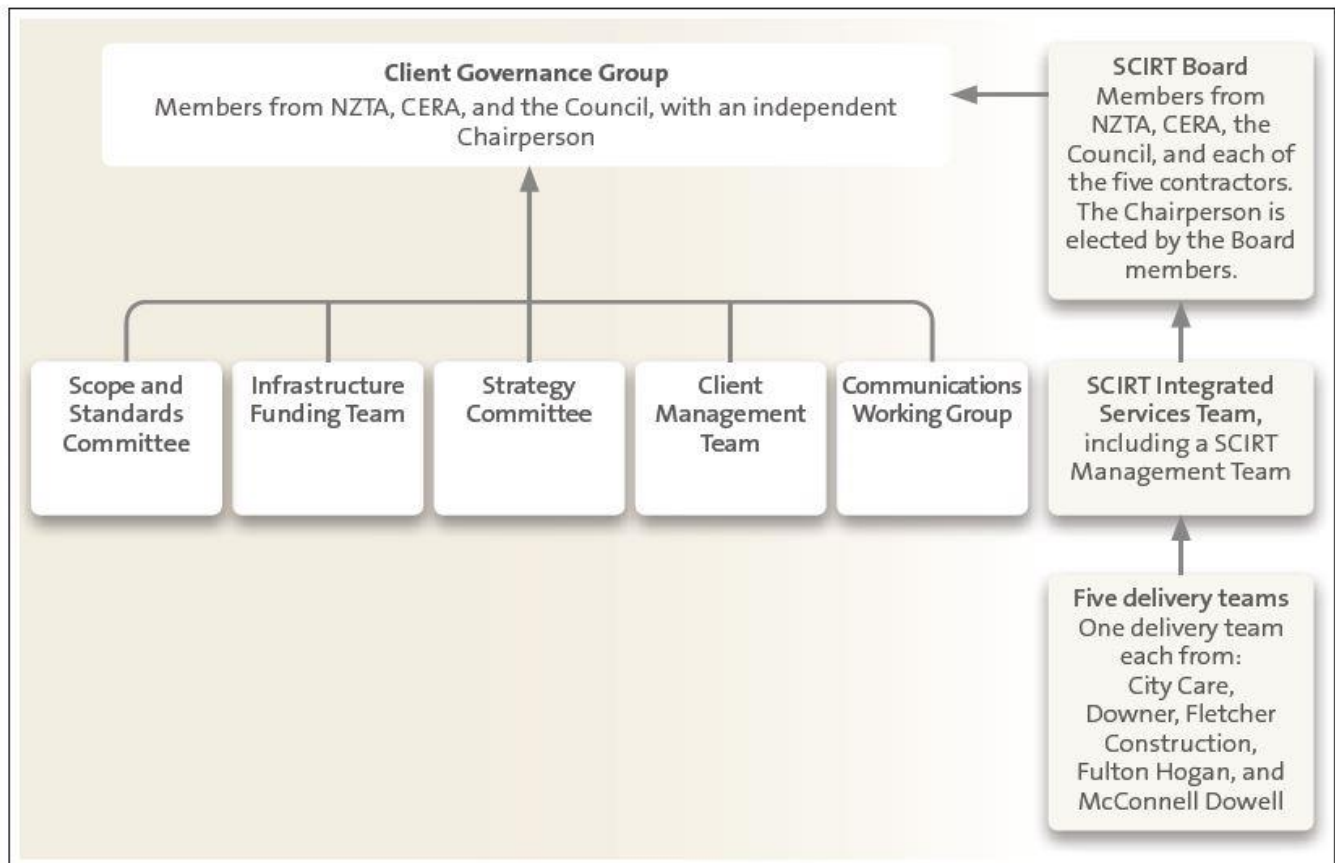 Client Governance Group
Members from NZTA, CERA, and the Council, with an independent
Chairperson
SCIRT Board
Members from
NZTA, CERA, the
Council, and each of
the five contractors.
The Chairperson is
elected by the Board
members.
Scope and
Standards
Committee
Infrastructure
Funding Team
Strategy
Committee
Client
Management
Team
Communications
Working Group
SCIRT Integrated
Services Team,
including a SCIRT
Management Team
Five delivery teams
One delivery team
each from:
City Care,
Downer, Fletcher
Construction,
Fulton Hogan, and
McConnell Dowell